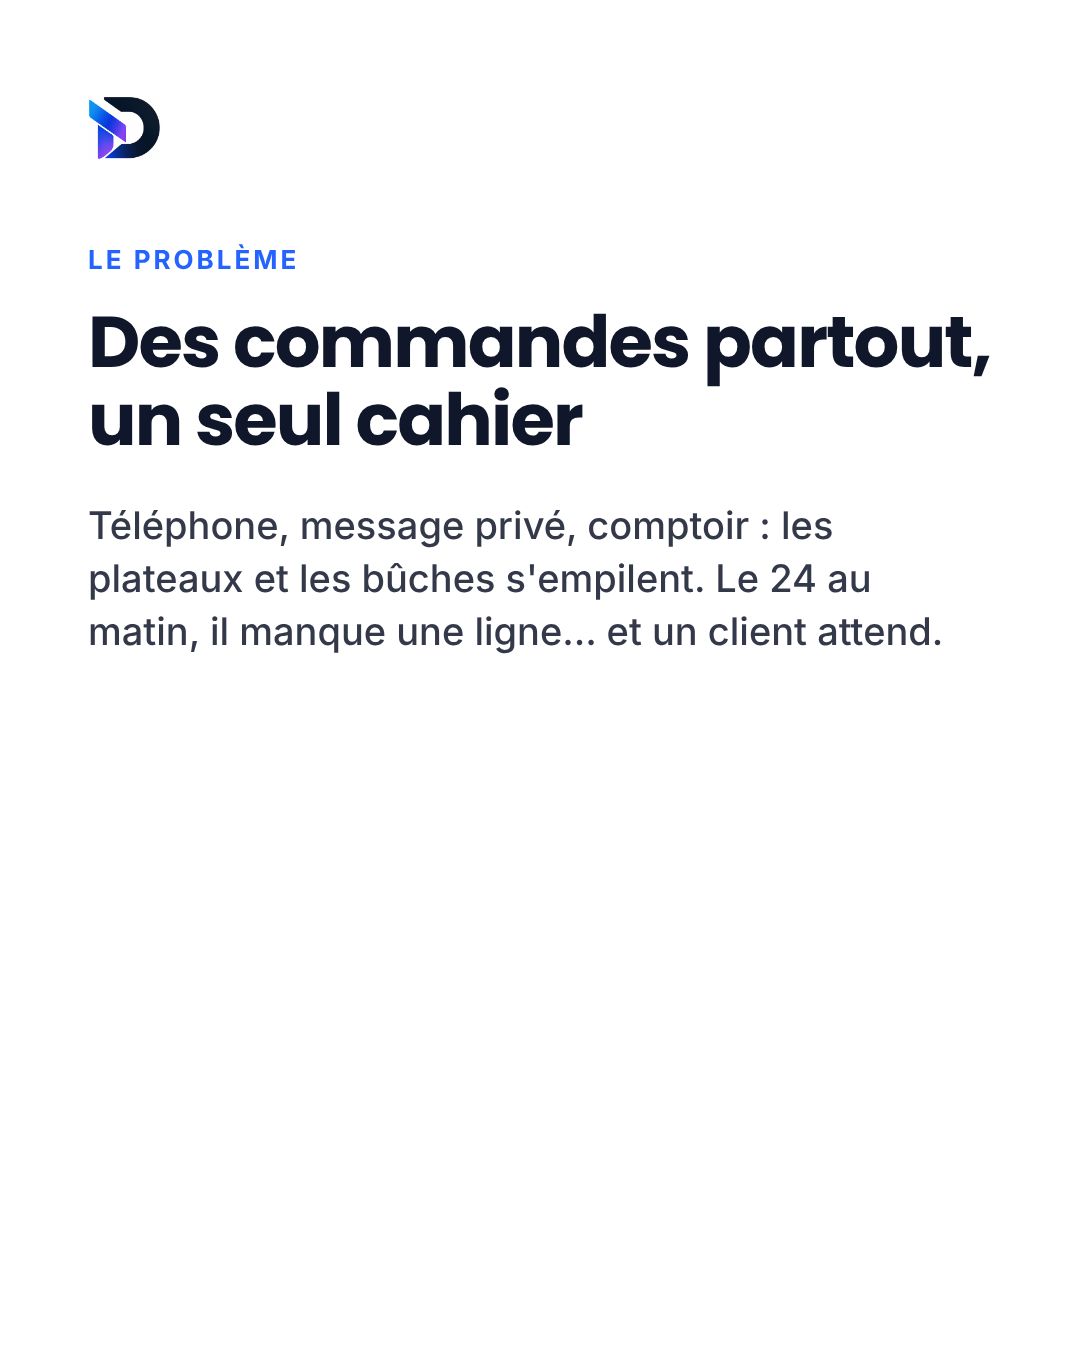 LE PROBLÈME
Des commandes partout,
un seul cahier
Téléphone, message privé, comptoir : les
plateaux et les bûches s'empilent. Le 24 au
matin, il manque une ligne... et un client attend.